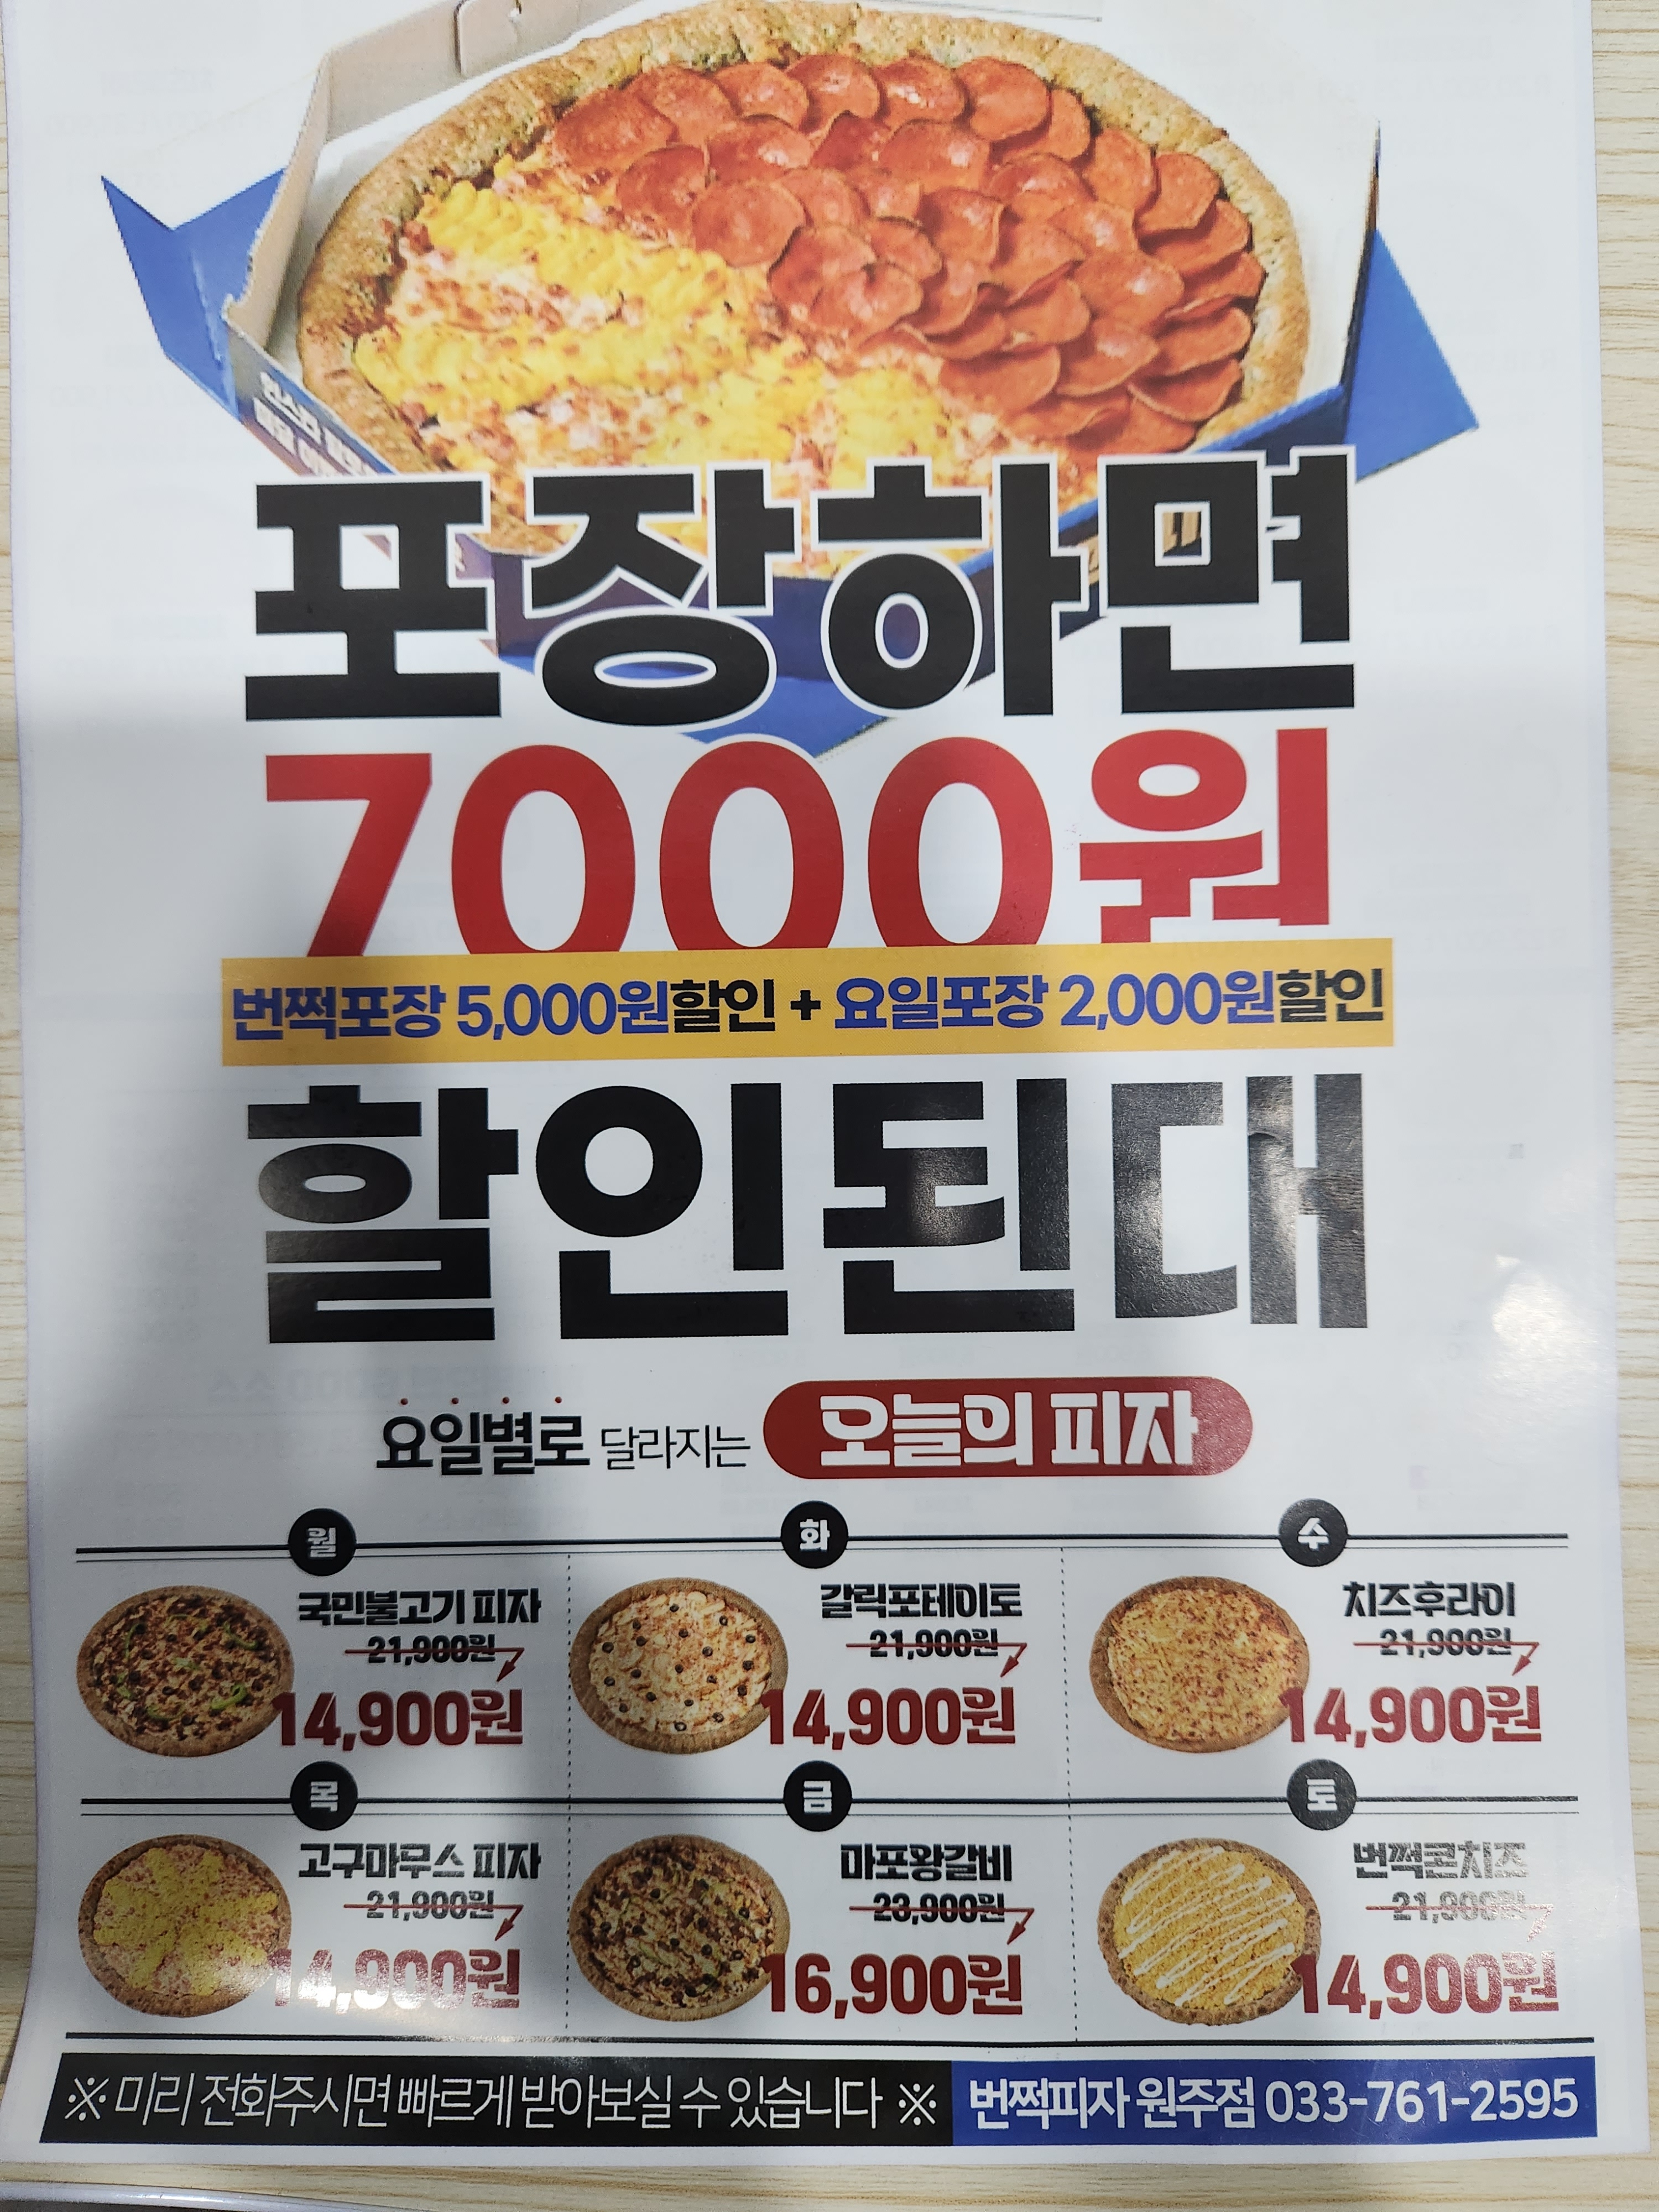 포장하면
7000원
번쩍포장 5,000원할인 + 요일포장 2,000원할인
할인된대
요일별로 달라지는 오늘의 피자
월
화
수
국민불고기 피자
21,900원
14,900원
갈릭포테이토
21,900원
14,900원
치즈후라이
21,900원
14,900원
목
금
토
고구마무스 피자
21,900원
14,900원
마포왕갈비
23,900원
16,900원
번쩍콘치즈
21,900원
14,900원
※ 미리 전화주시면 빠르게 받아보실 수 있습니다 ※ 번쩍피자 원주점 033-761-2595